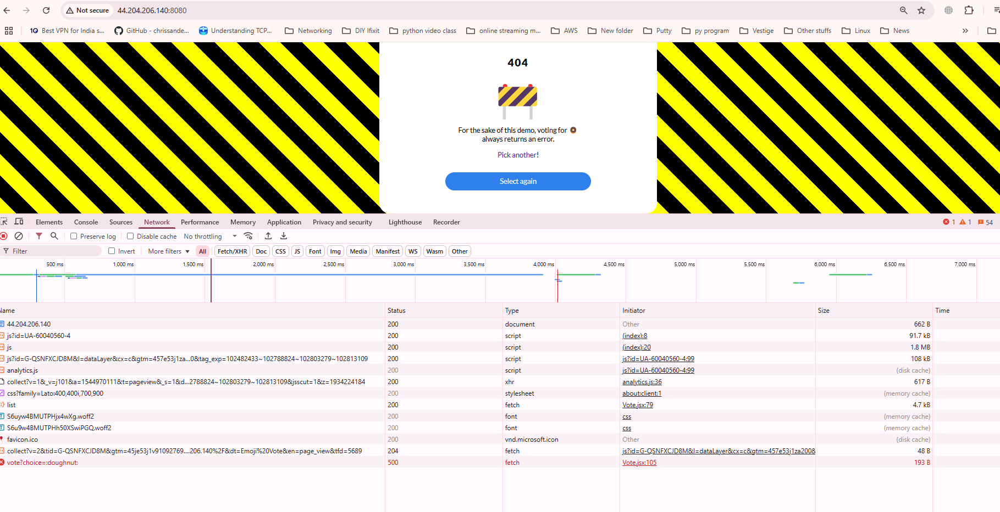 Not secure 44.204.206.140:8080
Best VPN for India s... GitHub - chrissande... Understanding TCP... Networking DIY Ifixit python video class online streaming m... AWS New folder Putty py program Vestige Other stuffs Linux News
404
For the sake of this demo, voting for
always returns an error.
Pick another!
Select again
Elements Console Sources Network Performance Memory Application Privacy and security Lighthouse Recorder 1 1 54
Preserve log Disable cache No throttling
Filter Invert More filters All Fetch/XHR Doc CSS JS Font Img Media Manifest WS Wasm Other
500 ms 1,000 ms 1,500 ms 2,000 ms 2,500 ms 3,000 ms 3,500 ms 4,000 ms 4,500 ms 5,000 ms 5,500 ms 6,000 ms 6,500 ms 7,000 ms
Name Status Type Initiator Size Time
44.204.206.140 200 document Other 662 B
js?id=UA-60040560-4 200 script (index):8 91.7 kB
js 200 script (index):20 1.8 MB
js?id=G-QSNFXCJD8M&l=dataLayer&cx=c&gtm=457e53j1za...0&tag_exp=102482433~102788824~102803279~102813109 200 script js?id=UA-60040560-4:99 108 kB
analytics.js 200 script js?id=UA-60040560-4:99 (disk cache)
collect?v=1&_v=j101&a=1544970111&t=pageview&_s=1&d...2788824~102803279~102813109&jsscut=1&z=1934224184 200 xhr analytics.js:36 617 B
css?family=Lato:400,400i,700,900 200 stylesheet about:client:1 (memory cache)
list 200 fetch Vote.jsx:79 4.7 kB
S6uyw4BMUTPHjx4wXg.woff2 200 font css (memory cache)
S6u9w4BMUTPHh50XSwiPGQ.woff2 200 font css (memory cache)
favicon.ico 200 vnd.microsoft.icon Other (disk cache)
collect?v=2&tid=G-QSNFXCJD8M&gtm=45je53j1v91092769....206.140%2F&dt=Emoji%20Vote&en=page_view&tfd=5689 204 fetch js?id=G-QSNFXCJD8M&l=dataLayer&cx=c&gtm=457e53j1za200& 48 B
vote?choice=:doughnut: 500 fetch Vote.jsx:105 193 B